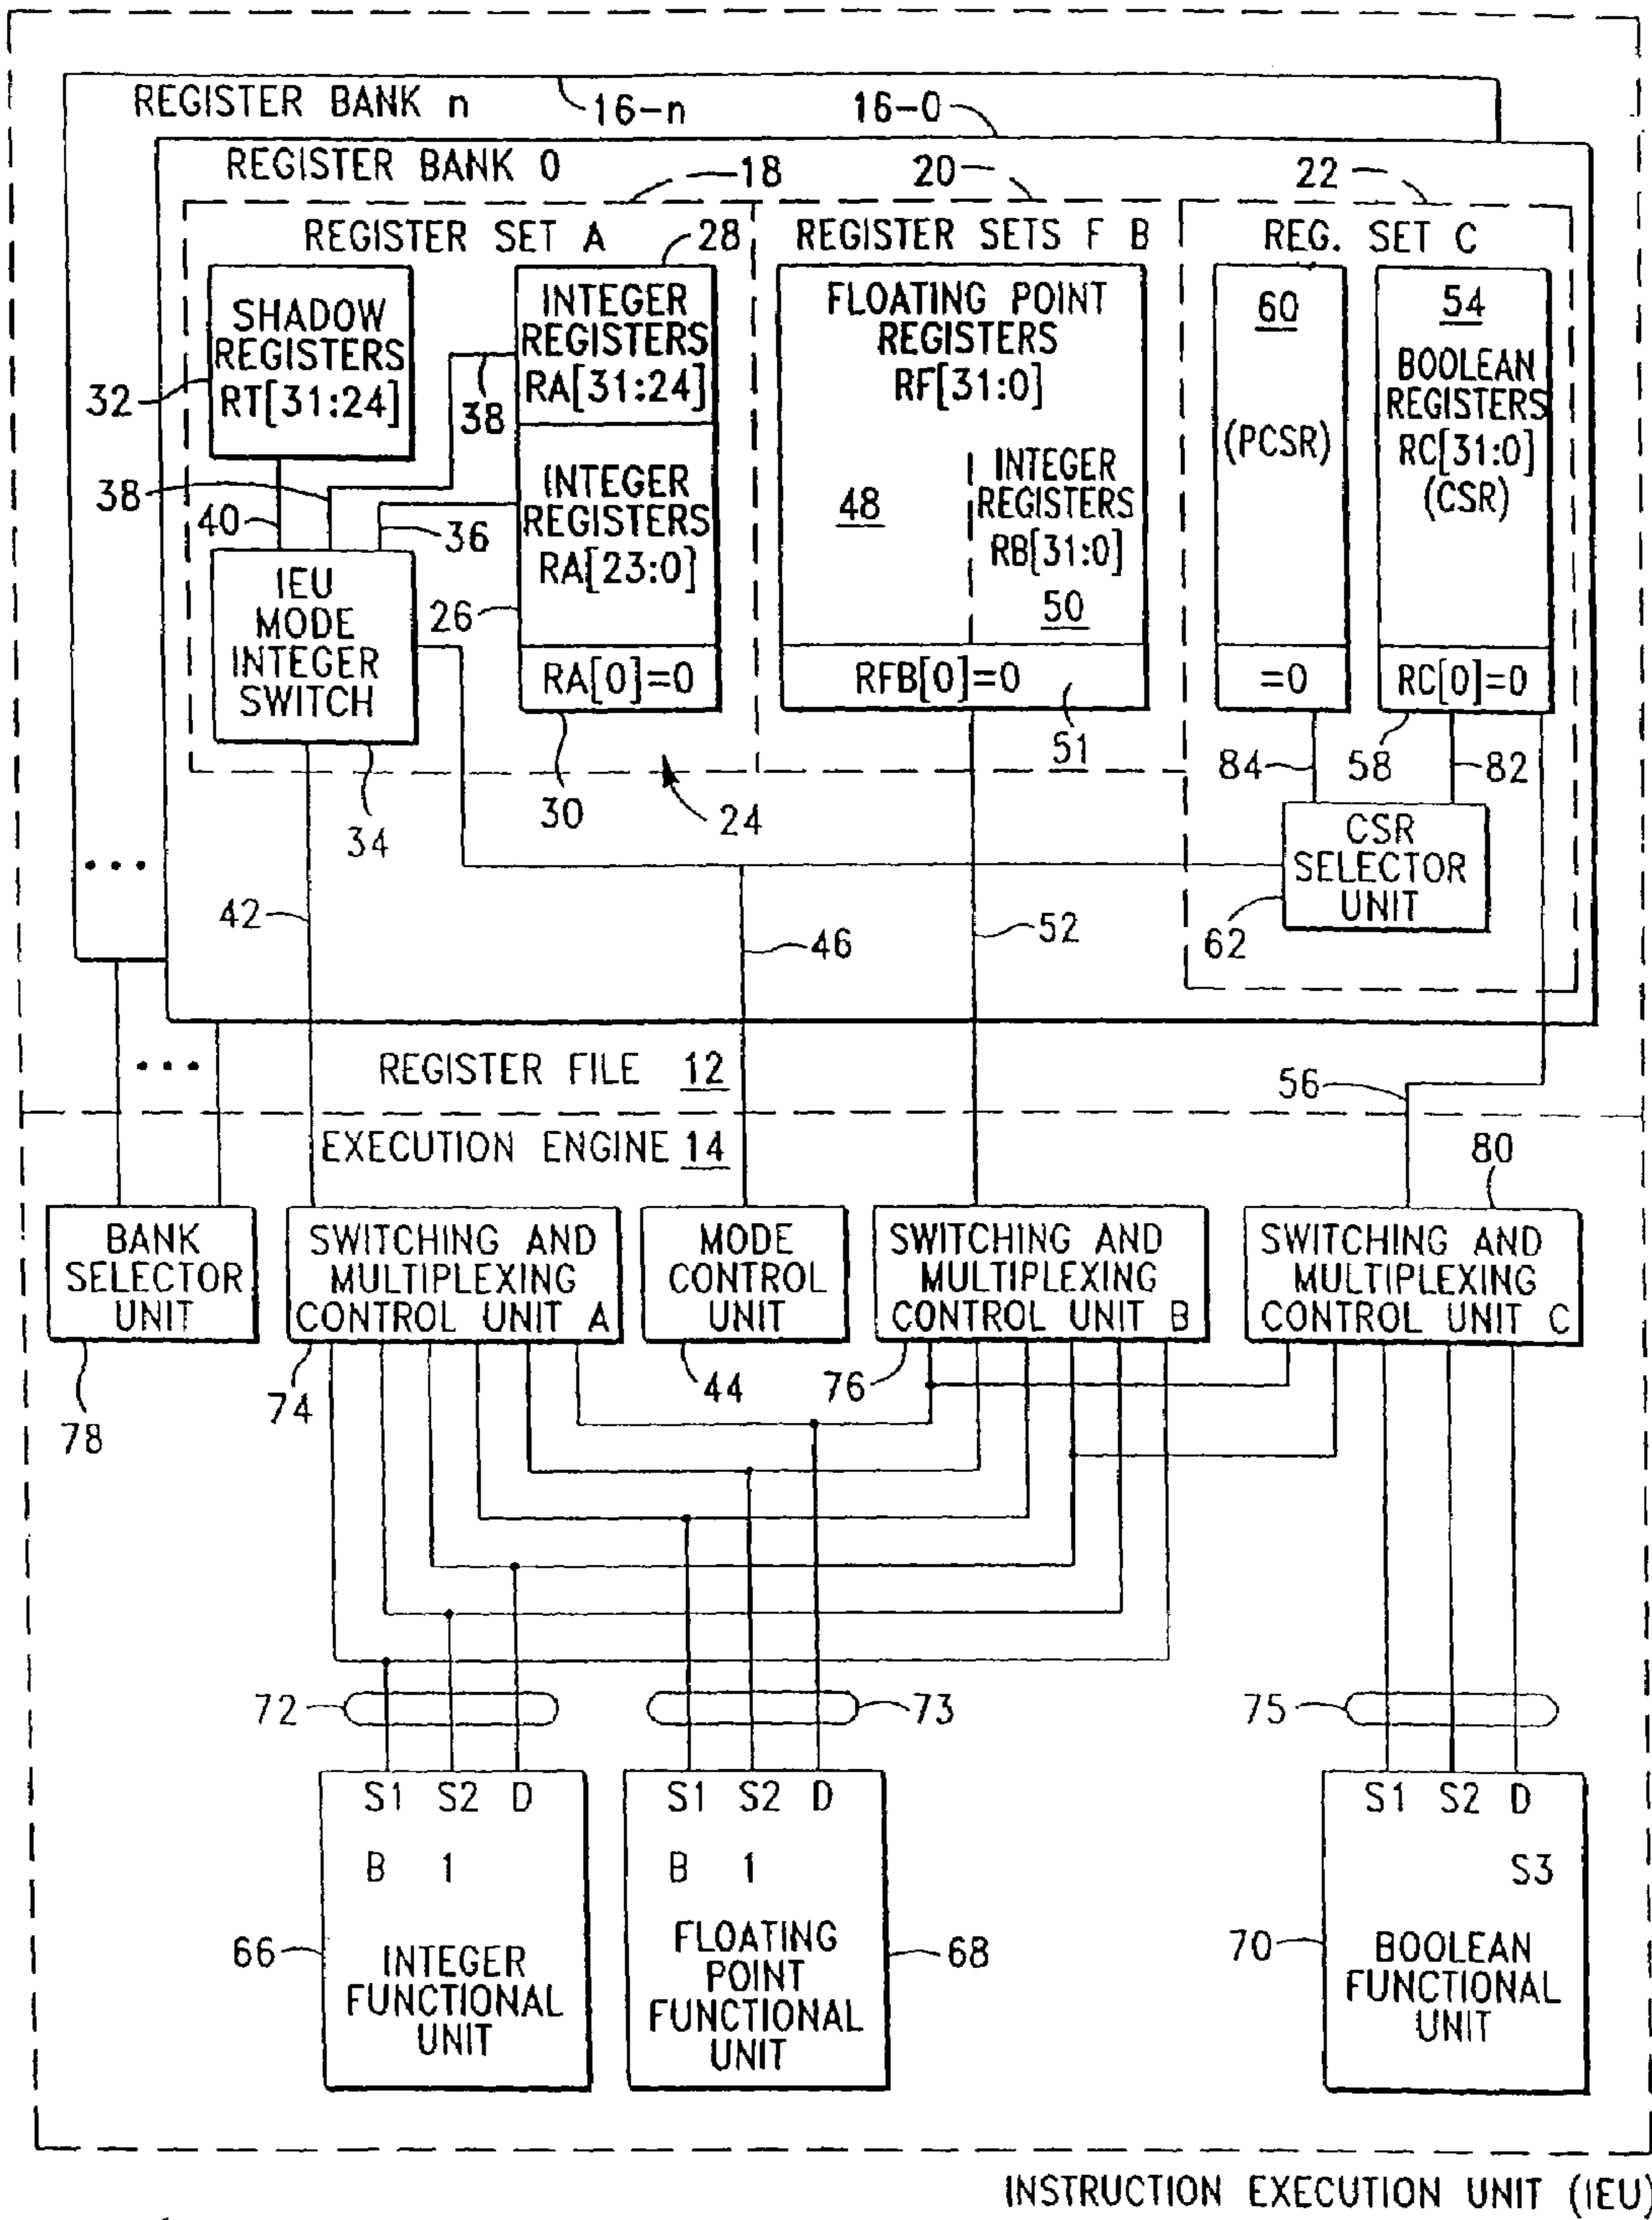 REGISTER BANK n
16-n
16-0
REGISTER BANK 0
18
20
22
REGISTER SET A
28
REGISTER SETS F B
REG. SET C
SHADOW
REGISTERS
RT[31:24]
32
38
INTEGER
REGISTERS
RA[31:24]
FLOATING POINT
REGISTERS
RF[31:0]
60
(PCSR)
54
BOOLEAN
REGISTERS
RC[31:0]
(CSR)
38
40
36
INTEGER
REGISTERS
RA[23:0]
48
INTEGER
REGISTERS
RB[31:0]
50
IEU
MODE
INTEGER
SWITCH
26
RA[0]=0
RFB[0]=0
51
=0
RC[0]=0
34
30
24
84
58
82
CSR
SELECTOR
UNIT
62
...
42
46
52
...
REGISTER FILE 12
56
EXECUTION ENGINE 14
80
BANK
SELECTOR
UNIT
SWITCHING AND
MULTIPLEXING
CONTROL UNIT A
MODE
CONTROL
UNIT
SWITCHING AND
MULTIPLEXING
CONTROL UNIT B
SWITCHING AND
MULTIPLEXING
CONTROL UNIT C
78
74
44
76
72
73
75
S1 S2 D
B 1
INTEGER
FUNCTIONAL
UNIT
66
S1 S2 D
B 1
FLOATING
POINT
FUNCTIONAL
UNIT
68
S1 S2 D
S3
BOOLEAN
FUNCTIONAL
UNIT
70
INSTRUCTION EXECUTION UNIT (IEU)